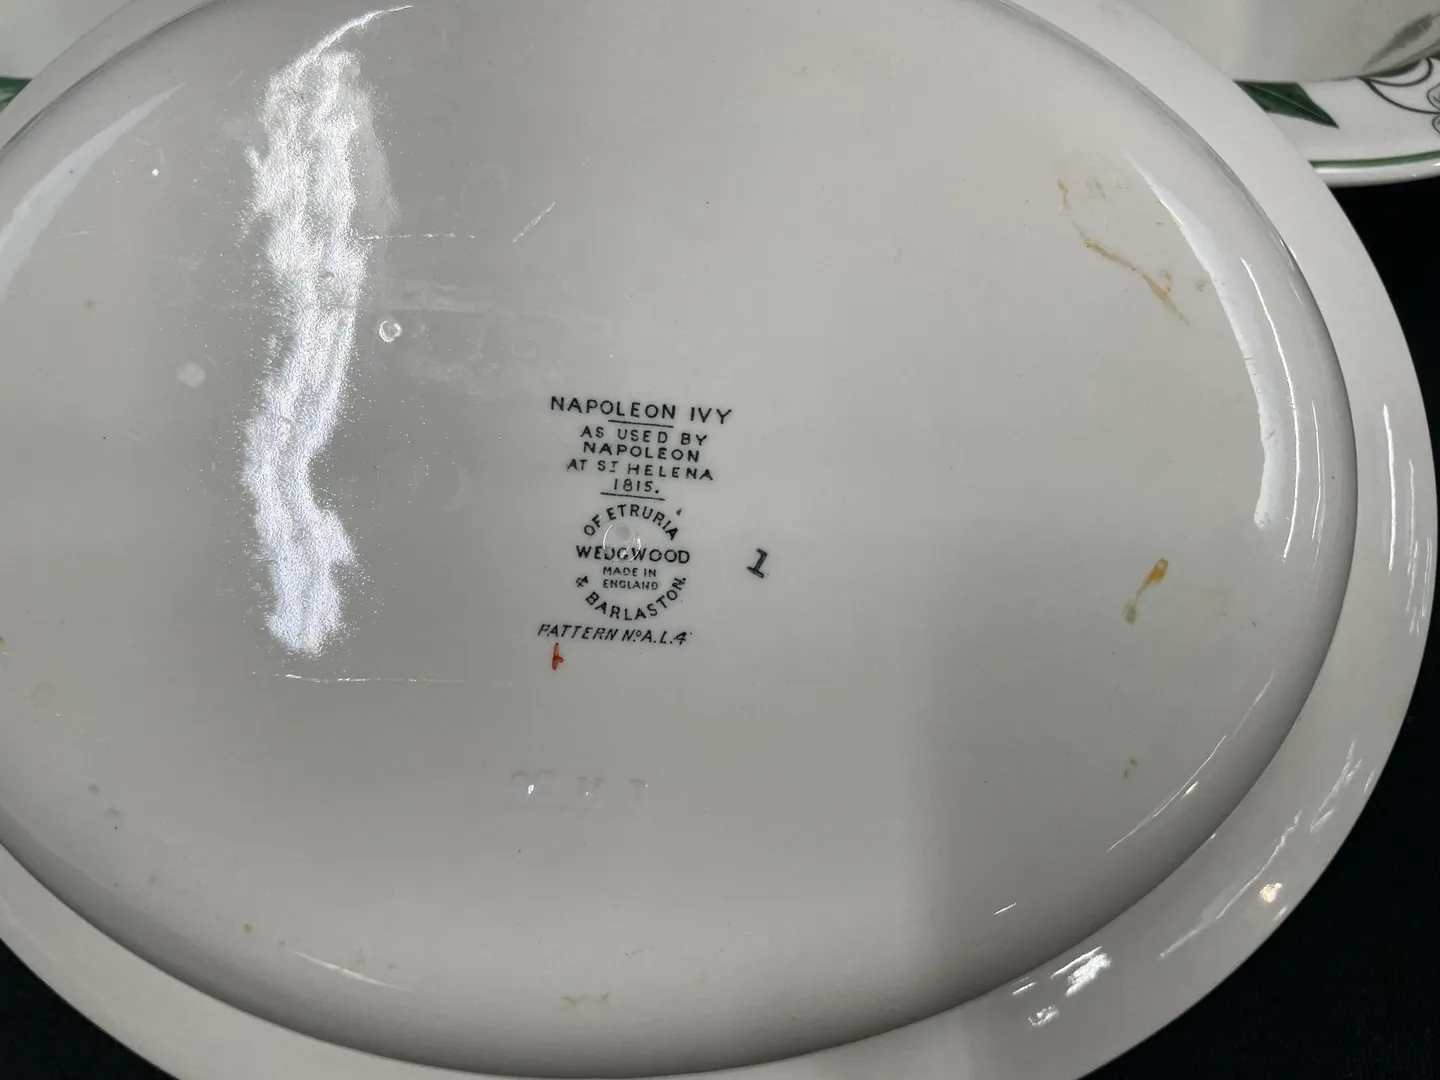 NAPOLEON IVY
AS USED BY
NAPOLEON
AT ST HELENA
1815.
OF ETRURIA
WEDGWOOD
MADE IN
ENGLAND
& BARLASTON.
PATTERN No A.L.4
1